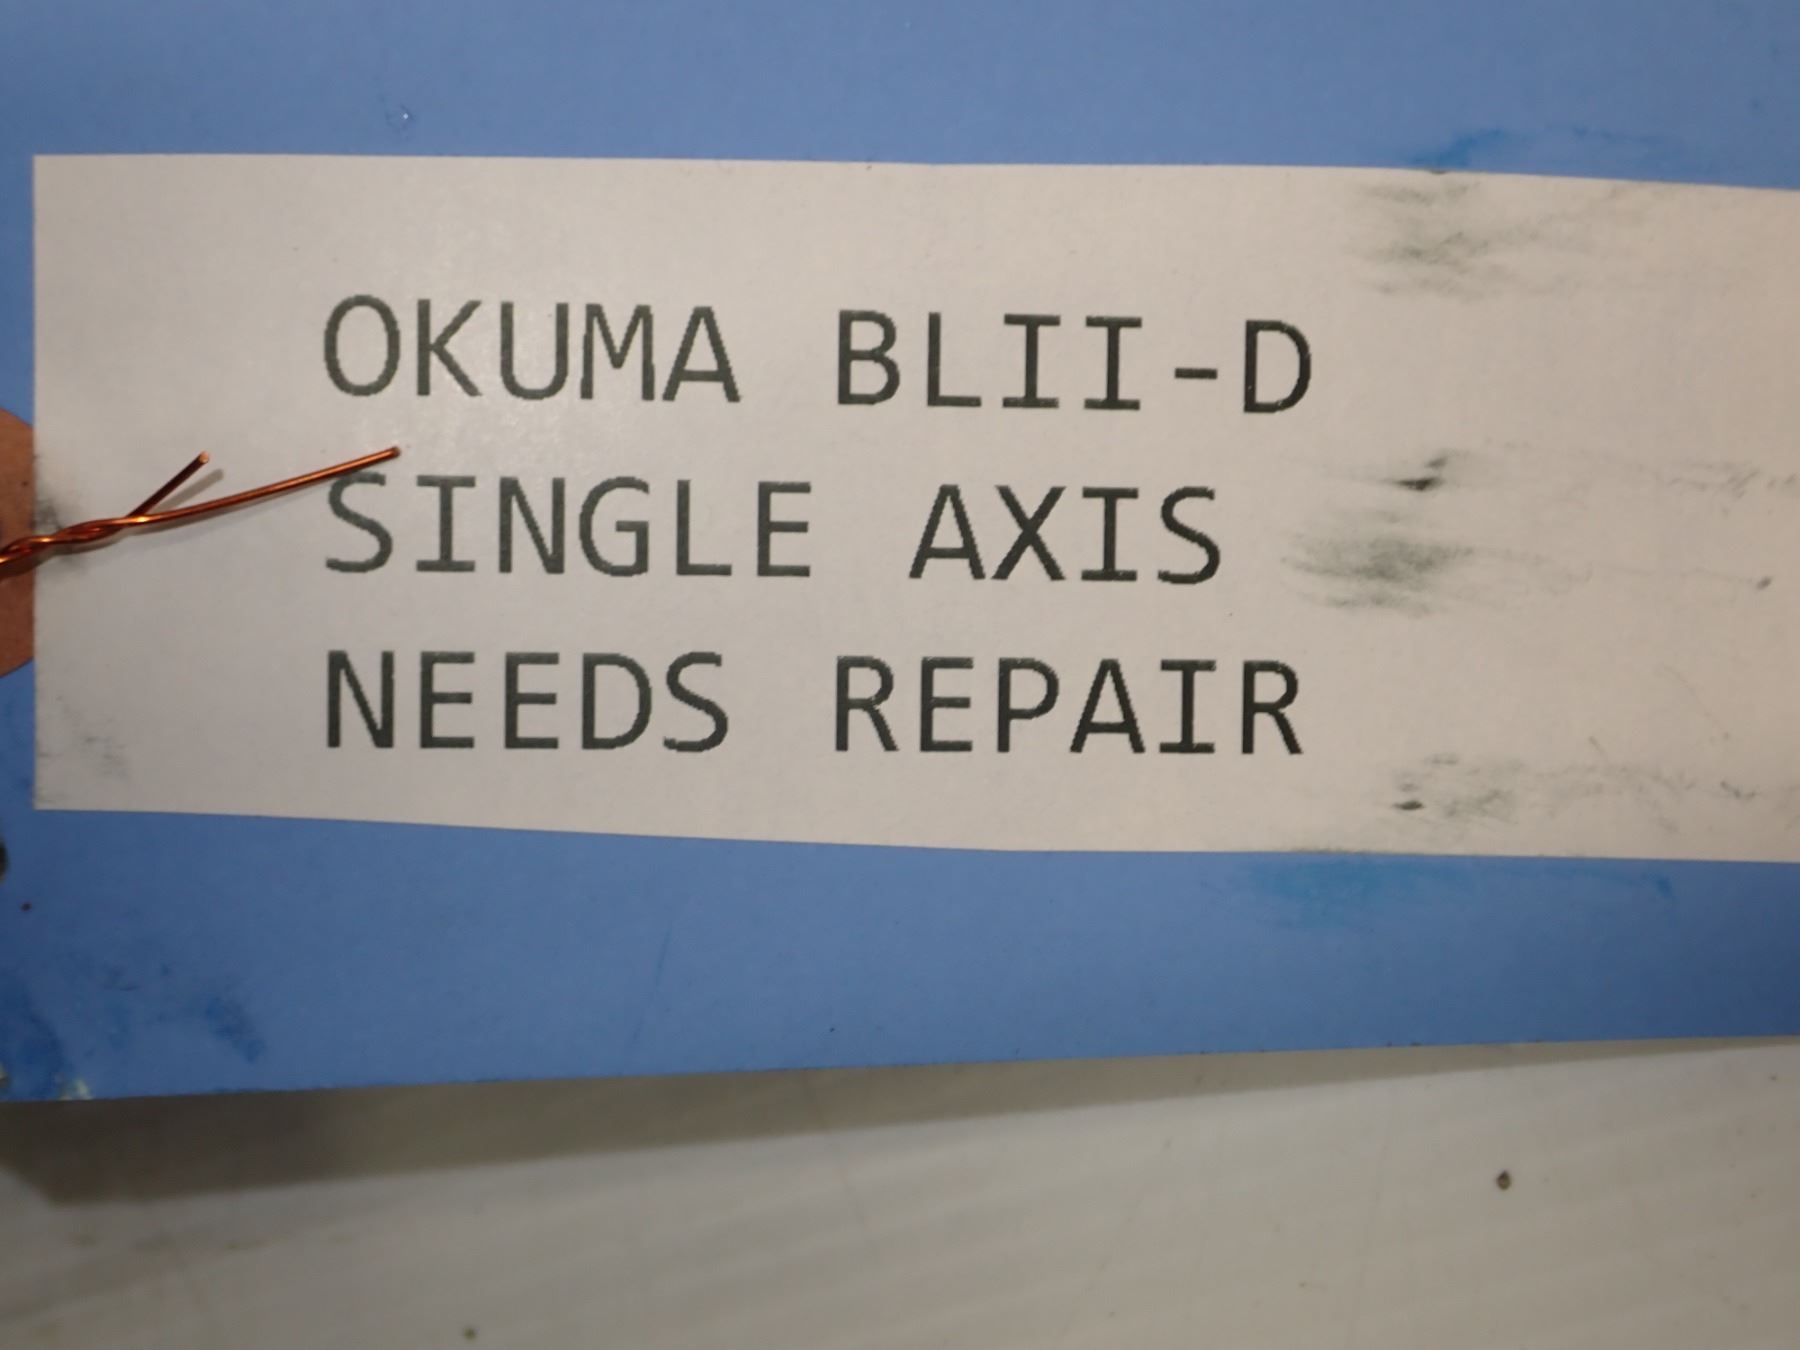 OKUMA BLII-D
SINGLE AXIS
NEEDS REPAIR